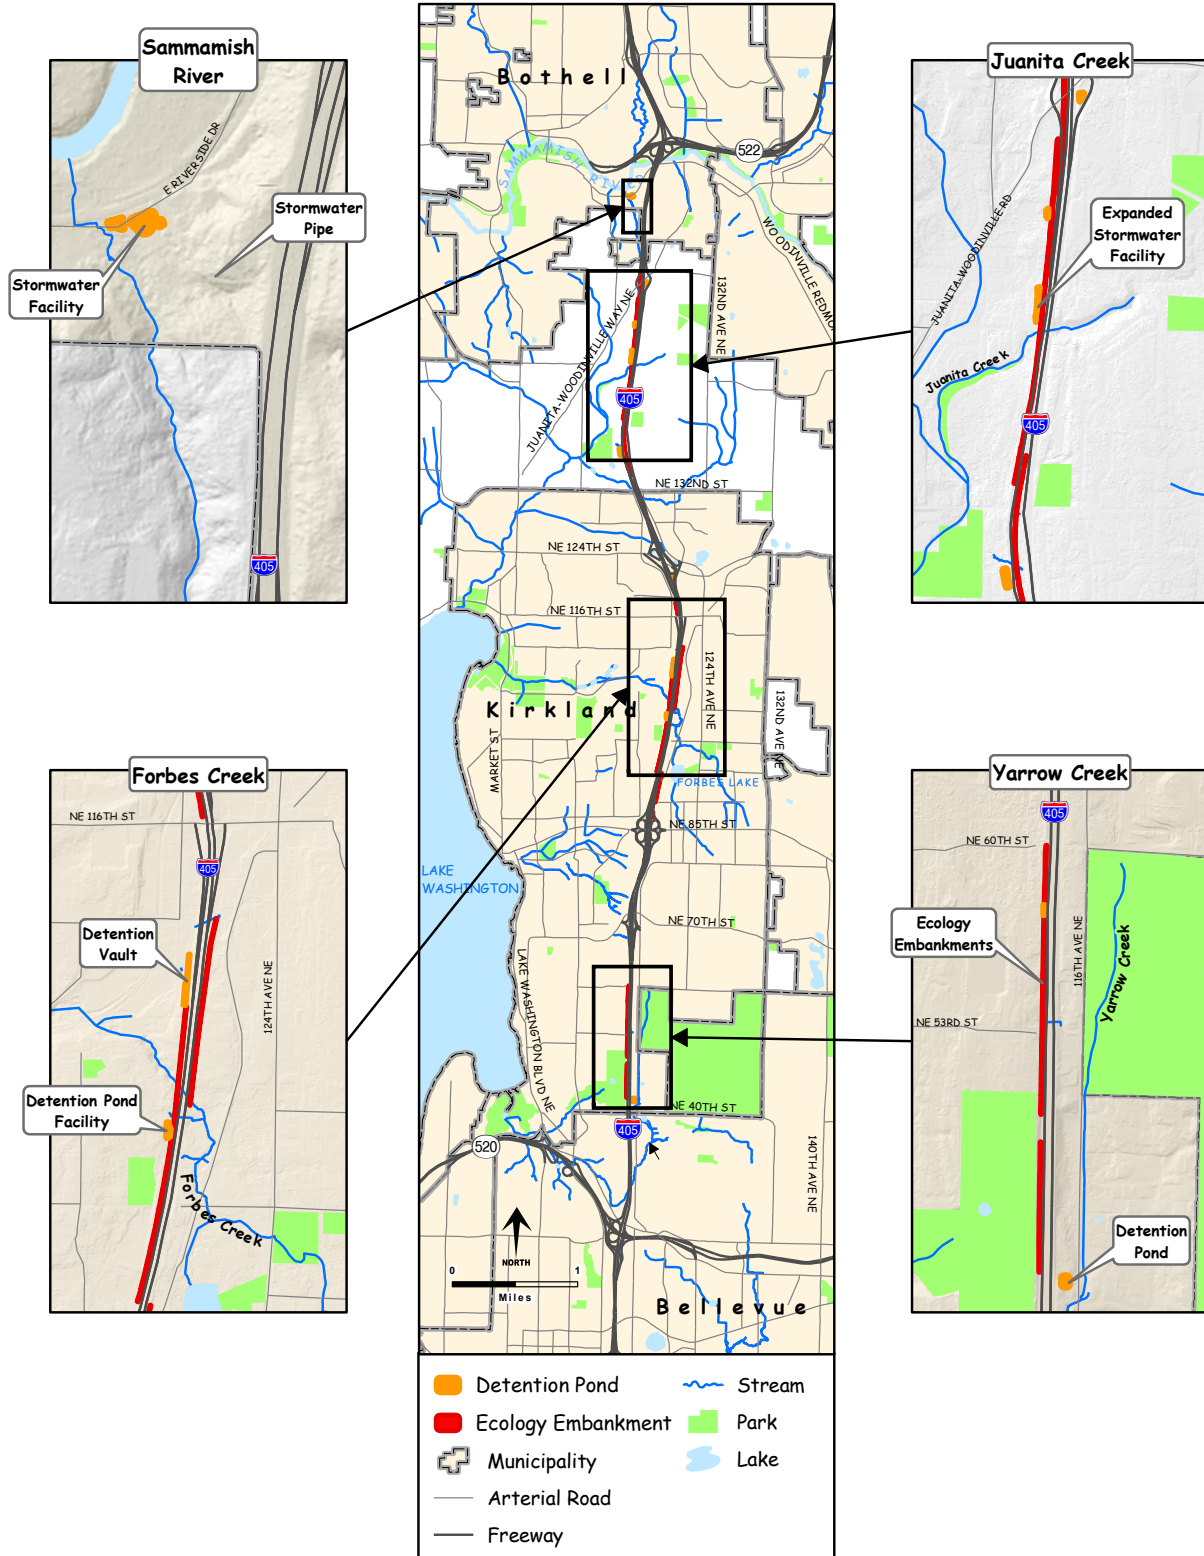 Sammamish
River
E RIVERSIDE DR
Stormwater
Pipe
Stormwater
Facility
405
Bothell
522
SAMMAMISH RIVER
WOODINVILLE REDMON
132ND AVE NE
JUANITA-WOODINVILLE WAY NE
405
NE 132ND ST
NE 124TH ST
NE 116TH ST
124TH AVE NE
132ND AVE NE
Kirkland
MARKET ST
FORBES LAKE
NE 85TH ST
LAKE
WASHINGTON
NE 70TH ST
LAKE WASHINGTON BLVD NE
NE 40TH ST
405
520
140TH AVE NE
NORTH
0 1
Miles
Bellevue
Juanita Creek
JUANITA-WOODINVILLE RD
Expanded
Stormwater
Facility
Juanita Creek
405
Forbes Creek
NE 116TH ST
405
Detention
Vault
124TH AVE NE
Detention Pond
Facility
Forbes Creek
Yarrow Creek
405
NE 60TH ST
Ecology
Embankments
116TH AVE NE
Yarrow Creek
NE 53RD ST
Detention
Pond
Detention Pond
Ecology Embankment
Municipality
Arterial Road
Freeway
Stream
Park
Lake